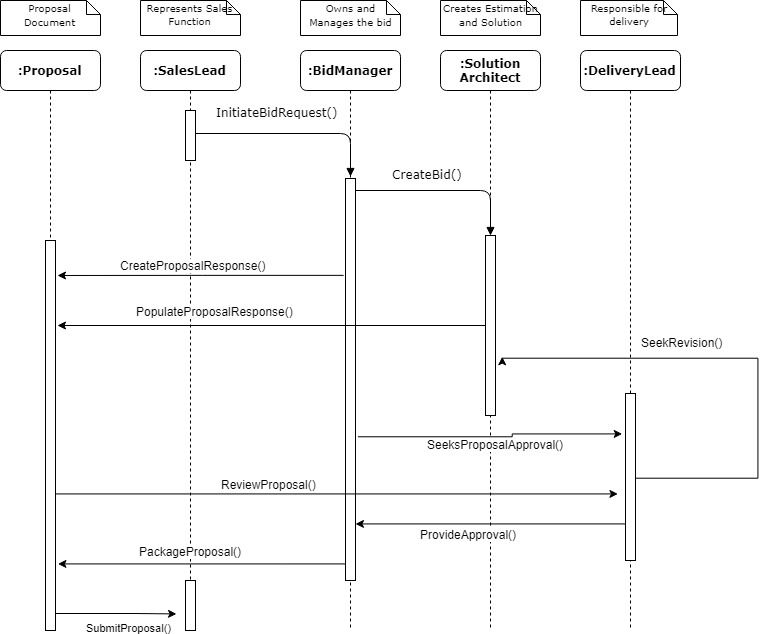 Proposal
Document
Represents Sales
Function
Owns and
Manages the bid
Creates Estimation
and Solution
Responsible for
delivery
:Proposal
:SalesLead
:BidManager
:Solution
Architect
:DeliveryLead
InitiateBidRequest()
CreateBid()
CreateProposalResponse()
PopulateProposalResponse()
SeekRevision()
SeeksProposalApproval()
ReviewProposal()
ProvideApproval()
PackageProposal()
SubmitProposal()